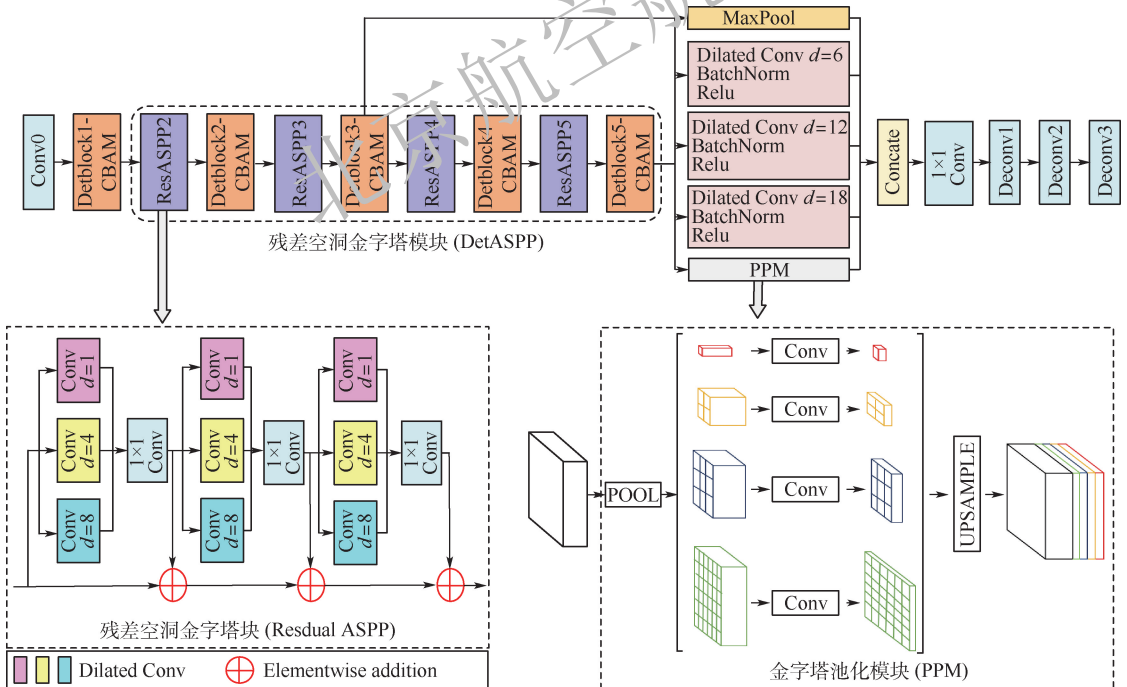 MaxPool
Dilated Conv d=6
BatchNorm
Relu
Dilated Conv d=12
BatchNorm
Relu
Dilated Conv d=18
BatchNorm
Relu
PPM
Conv0
Detblock1-
CBAM
ResASPP2
Detblock2-
CBAM
ResASPP3
Detblock3-
CBAM
ResASPP4
Detblock4-
CBAM
ResASPP5
Detblock5-
CBAM
Concate
1×1
Conv
Deconv1
Deconv2
Deconv3
残差空洞金字塔模块 (DetASPP)
北京航空航
Conv
d=1
Conv
d=4
Conv
d=8
1×1
Conv
Conv
d=1
Conv
d=4
Conv
d=8
1×1
Conv
Conv
d=1
Conv
d=4
Conv
d=8
1×1
Conv
残差空洞金字塔块 (Resdual ASPP)
Dilated Conv
Elementwise addition
POOL
Conv
Conv
Conv
Conv
UPSAMPLE
金字塔池化模块 (PPM)